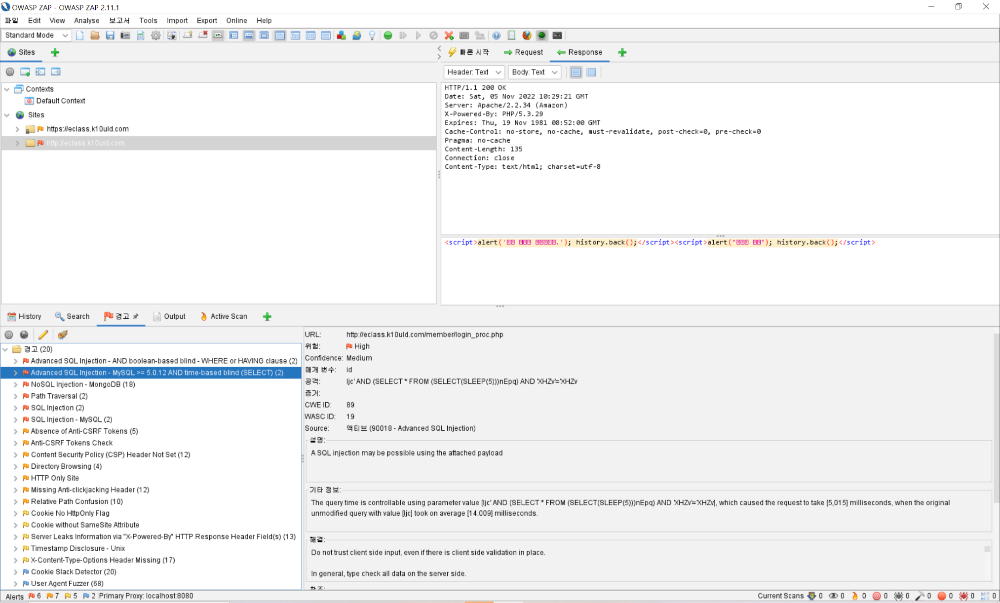 OWASP ZAP - OWASP ZAP 2.11.1
파일 Edit View Analyse 보고서 Tools Import Export Online Help
Standard Mode
Sites
빠른 시작 Request Response
Header: Text Body: Text
Contexts
Default Context
Sites
https://eclass.k10uld.com
http://eclass.k10uld.com
HTTP/1.1 200 OK
Date: Sat, 05 Nov 2022 10:29:21 GMT
Server: Apache/2.2.34 (Amazon)
X-Powered-By: PHP/5.3.29
Expires: Thu, 19 Nov 1981 08:52:00 GMT
Cache-Control: no-store, no-cache, must-revalidate, post-check=0, pre-check=0
Pragma: no-cache
Content-Length: 135
Connection: close
Content-Type: text/html; charset=utf-8
<script>alert('□□ □□□ □□□□□.'); history.back();</script><script>alert("□□□ □□"); history.back();</script>
History Search 경고 Output Active Scan
경고 (20)
Advanced SQL Injection - AND boolean-based blind - WHERE or HAVING clause (2)
Advanced SQL Injection - MySQL >= 5.0.12 AND time-based blind (SELECT) (2)
NoSQL Injection - MongoDB (18)
Path Traversal (2)
SQL Injection (2)
SQL Injection - MySQL (2)
Absence of Anti-CSRF Tokens (5)
Anti-CSRF Tokens Check
Content Security Policy (CSP) Header Not Set (12)
Directory Browsing (4)
HTTP Only Site
Missing Anti-clickjacking Header (12)
Relative Path Confusion (10)
Cookie No HttpOnly Flag
Cookie without SameSite Attribute
Server Leaks Information via "X-Powered-By" HTTP Response Header Field(s) (13)
Timestamp Disclosure - Unix
X-Content-Type-Options Header Missing (17)
Cookie Slack Detector (20)
User Agent Fuzzer (68)
URL: http://eclass.k10uld.com/member/login_proc.php
위험: High
Confidence: Medium
매개 변수: id
공격: ljc' AND (SELECT * FROM (SELECT(SLEEP(5)))nEpq) AND 'XHZv'='XHZv
증거:
CWE ID: 89
WASC ID: 19
Source: 액티브 (90018 - Advanced SQL Injection)
설명:
A SQL injection may be possible using the attached payload
기타 정보:
The query time is controllable using parameter value [ljc' AND (SELECT * FROM (SELECT(SLEEP(5)))nEpq) AND 'XHZv'='XHZv], which caused the request to take [5,015] milliseconds, when the original
unmodified query with value [ljc] took on average [14.009] milliseconds.
해결:
Do not trust client side input, even if there is client side validation in place.
In general, type check all data on the server side.
Alerts 6 7 5 2 Primary Proxy: localhost:8080
Current Scans 0 0 0 0 0 0 0 0 0